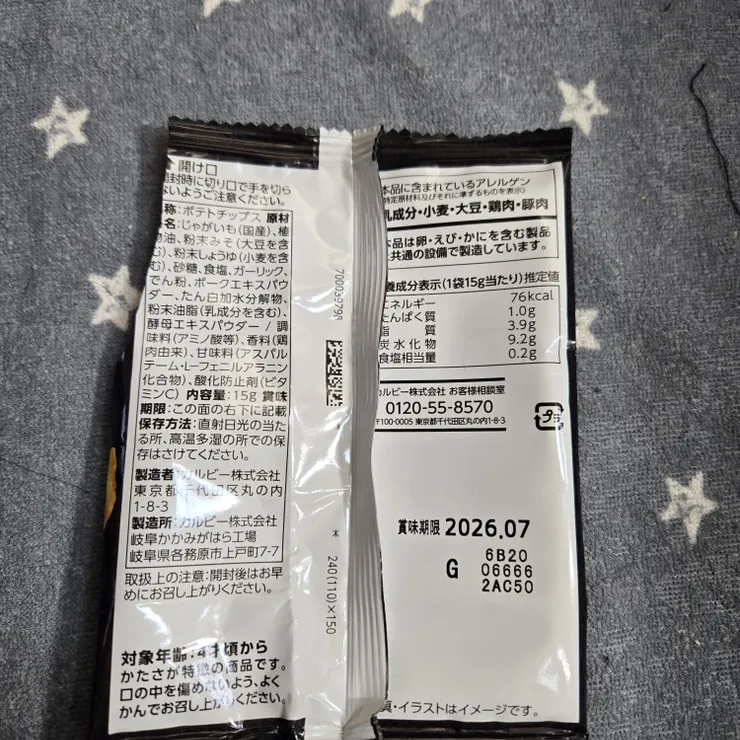 開け口
開封時に切り口で手を切ら
ないようご注意ください。
称：ポテトチップス 原材
名：じゃがいも（国産）、植
物油、粉末みそ（大豆を含
む）、粉末しょうゆ（小麦を含
む）、砂糖、食塩、ガーリック、
でん粉、ポークエキスパウ
ダー、たん白加水分解物、
粉末油脂（乳成分を含む）、
酵母エキスパウダー / 調
味料（アミノ酸等）、香料（鶏
肉由来）、甘味料（アスパル
テーム・L-フェニルアラニン
化合物）、酸化防止剤（ビタ
ミンC） 内容量：15g 賞味
期限：この面の右下に記載
保存方法：直射日光の当た
る所、高温多湿の所での保
存はさけてください。
製造者：カルビー株式会社
東京都千代田区丸の内
1-8-3
製造所：カルビー株式会社
岐阜かかみがはら工場
岐阜県各務原市上戸町7-7
取扱上の注意：開封後はお早
めにお召し上がりください。
対象年齢：4才頃から
かたさが特徴の商品です。
口の中を傷めないよう、よく
かんでお召し上がりください。
* 240(110)×150
本品に含まれているアレルゲン
（特定原材料及びそれに準ずるものを表示）
乳成分・小麦・大豆・鶏肉・豚肉
本品は卵・えび・かにを含む製品
と共通の設備で製造しています。
養成分表示（1袋15g当たり）推定値
エネルギー 76kcal
たんぱく質 1.0g
脂質 3.9g
炭水化物 9.2g
食塩相当量 0.2g
カルビー株式会社 お客様相談室
0120-55-8570
〒100-0005 東京都千代田区丸の内1-8-3
プラ
賞味期限 2026.07
6B20
G 06666
2AC50
真・イラストはイメージです。